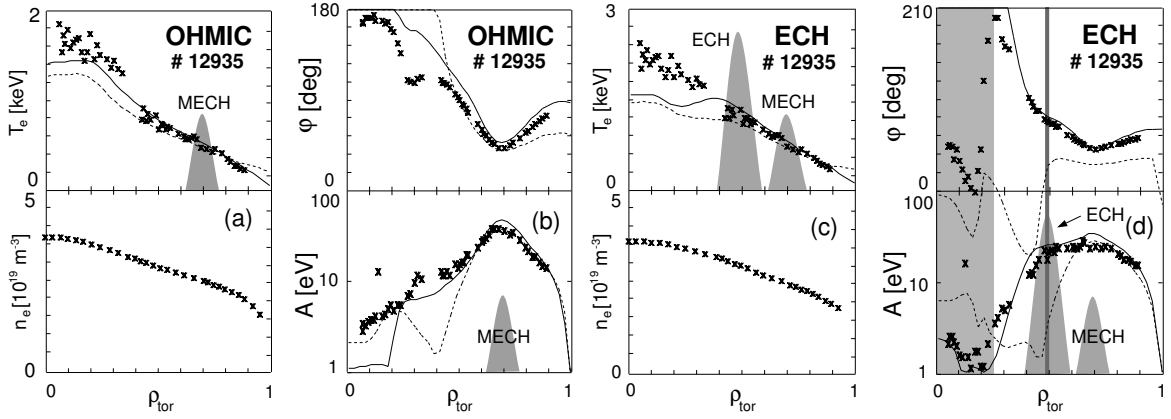 2
OHMIC
# 12935
MECH
T_e [keV]
1
0
5
(a)
n_e [10^19 m^-3]
0
0
1
ρ_tor
180
OHMIC
# 12935
φ [deg]
0
100
(b)
A [eV]
10
MECH
1
0
1
ρ_tor
3
ECH
ECH
# 12935
MECH
T_e [keV]
0
5
(c)
n_e [10^19 m^-3]
0
0
1
ρ_tor
210
ECH
# 12935
φ [deg]
0
100
ECH
(d)
A [eV]
10
MECH
1
0
1
ρ_tor